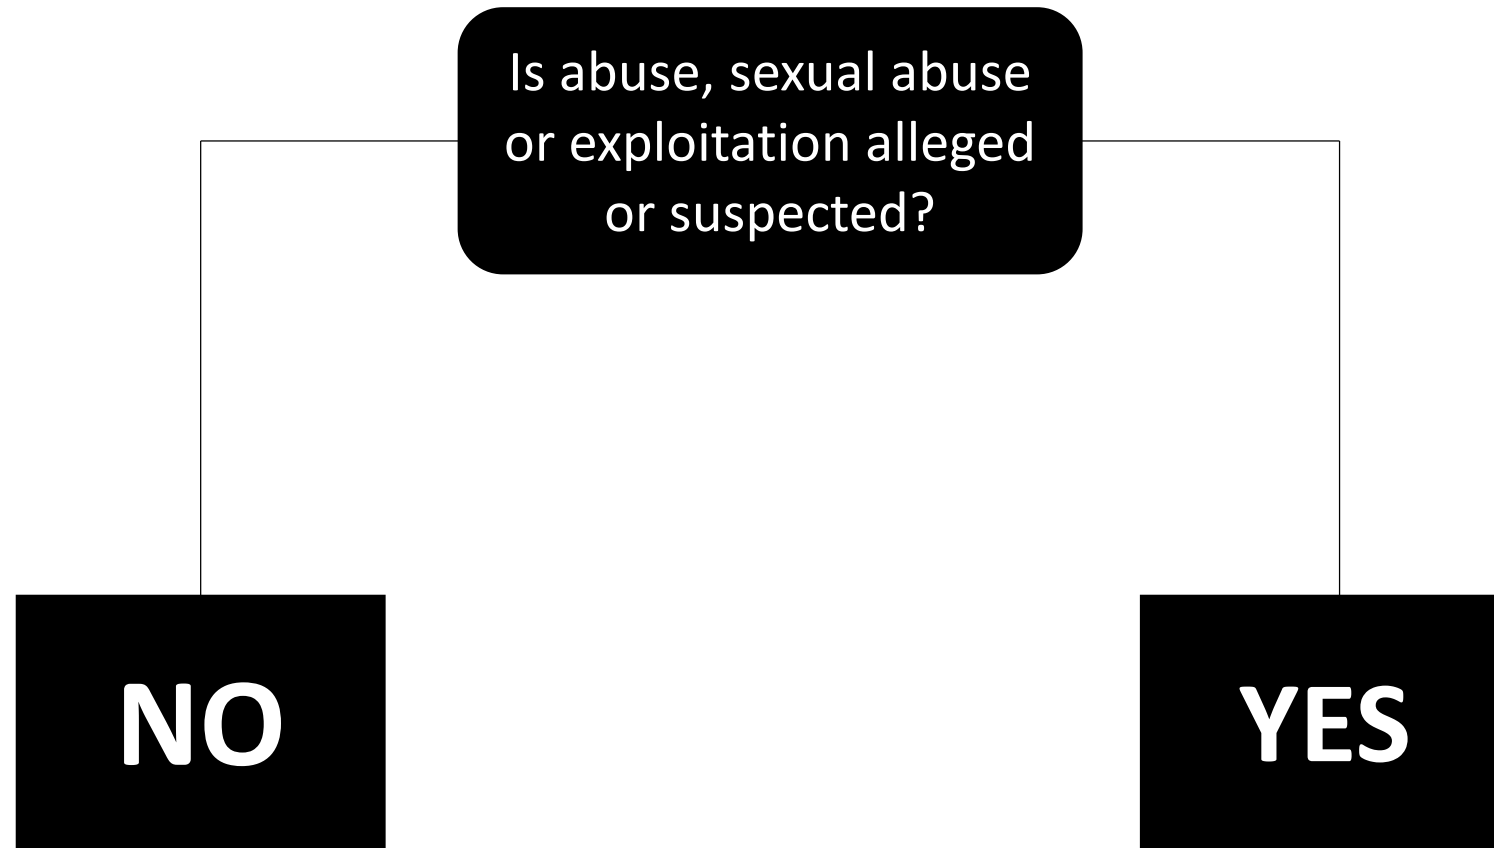 Is abuse, sexual abuse
or exploitation alleged
or suspected?
NO
YES